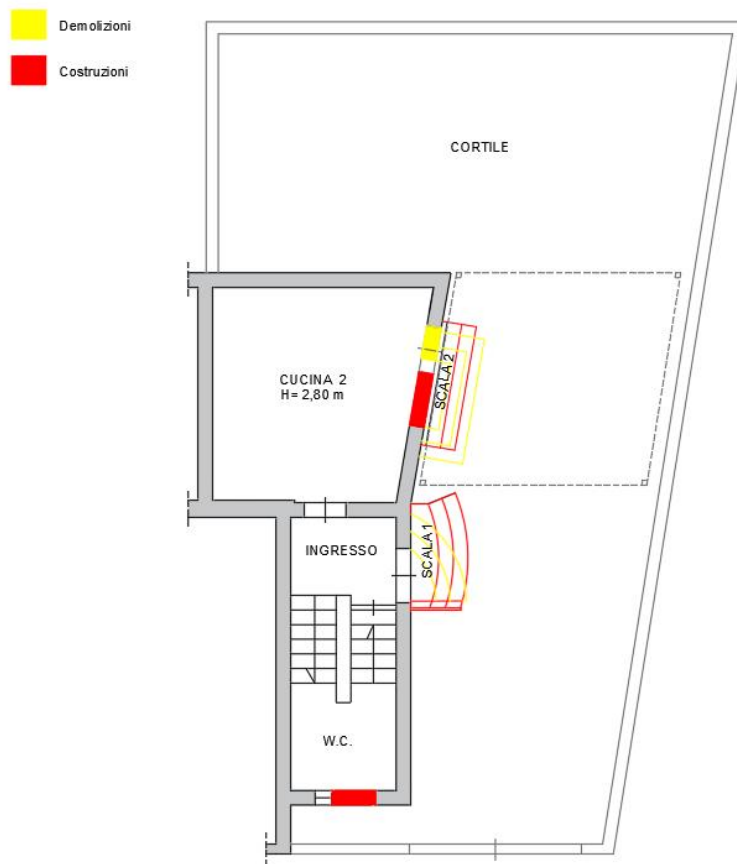 Demolizioni
Costruzioni
CORTILE
CUCINA 2
H= 2,80 m
SCALA 2
INGRESSO
SCALA 1
W.C.